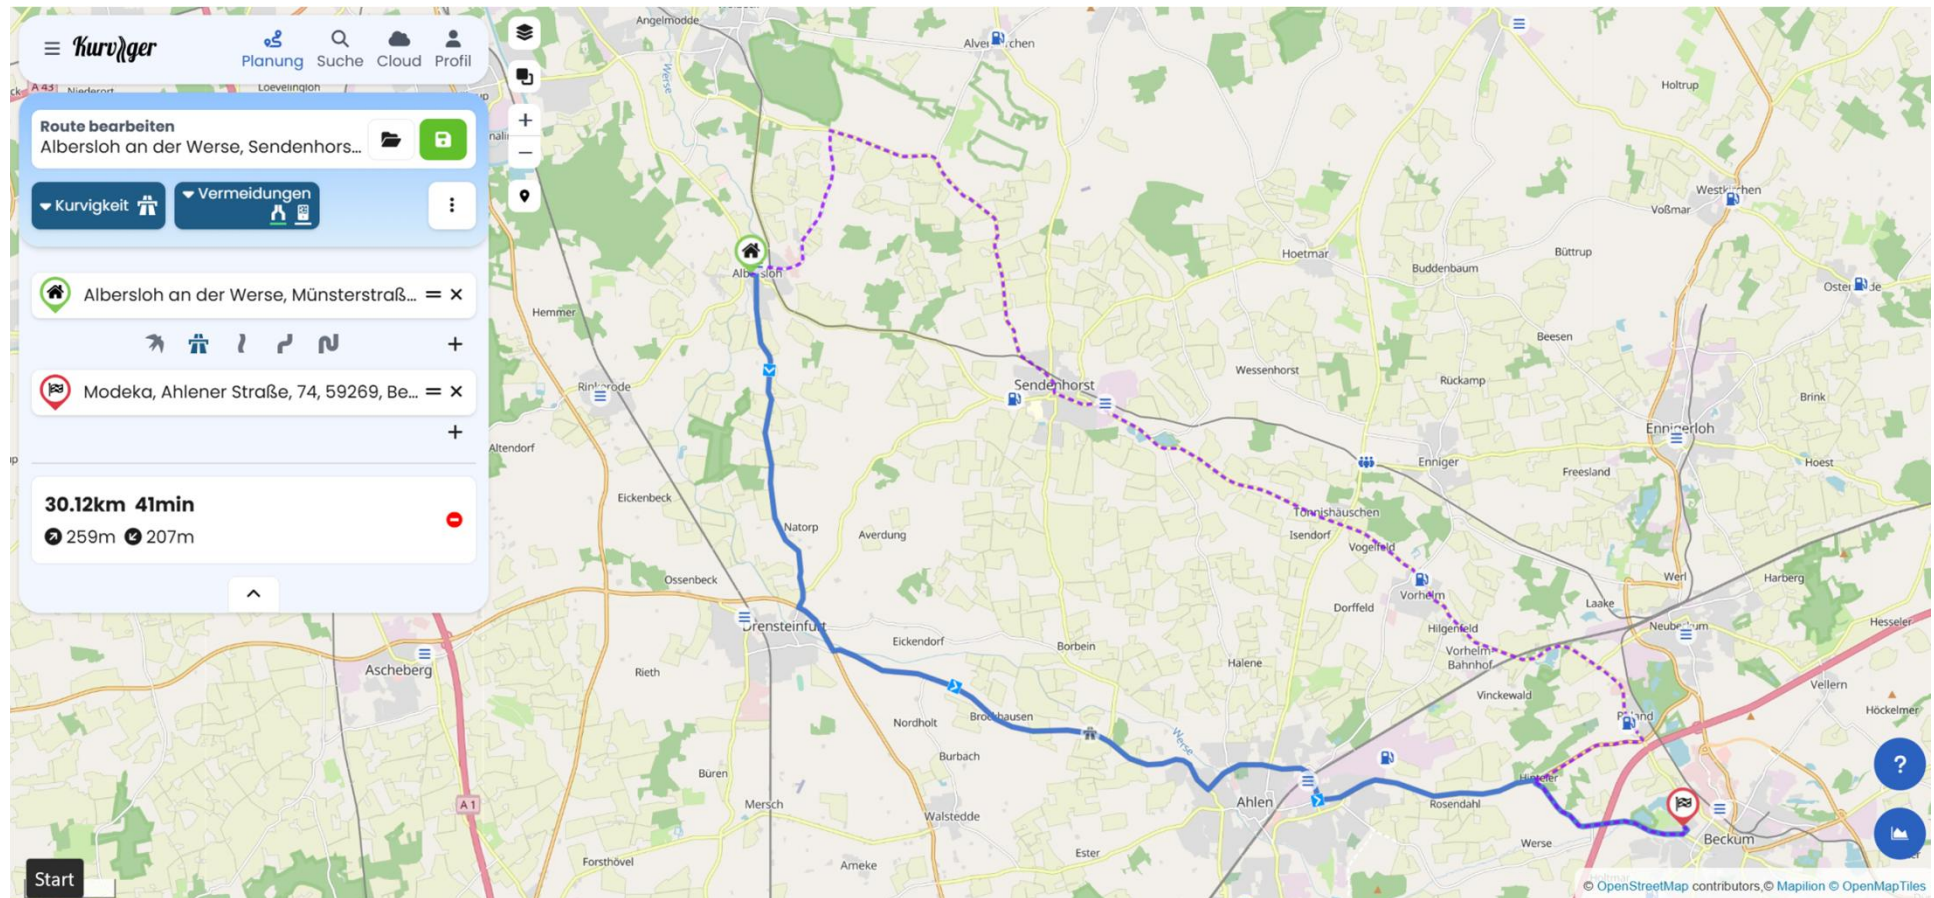 Kurviger
Planung
Suche
Cloud
Profil
Route bearbeiten
Albersloh an der Werse, Sendenhors...
Kurvigkeit
Vermeidungen
Albersloh an der Werse, Münsterstraß...
Modeka, Ahlener Straße, 74, 59269, Be...
30.12km 41min
259m 207m
Start
A 43
Angelmodde
Holtrup
Westkirchen
Voßmar
Hoetmar
Büttrup
Buddenbaum
Albersloh
Hemmer
Beesen
Wessenhorst
Rückamp
Rinkerode
Sendenhorst
Brink
Ennigerloh
Altendorf
Enniger
Freesland
Hoest
Eickenbeck
Tönnishäuschen
Natorp
Averdung
Isendorf
Vogelfeld
Ossenbeck
Werl
Harberg
Vorhelm
Dorffeld
Laake
Drensteinfurt
Eickendorf
Hilgenfeld
Neubeckum
Hesseler
Borbein
Vorhelm
Bahnhof
Ascheberg
Rieth
Halene
Vinckewald
Vellern
Nordholt
Brockhausen
Höckelmer
Werse
Burbach
Büren
A 1
Mersch
Ahlen
Rosendahl
Walstedde
Werse
Beckum
Forsthövel
Ameke
Ester
© OpenStreetMap contributors,© Mapilion © OpenMapTiles